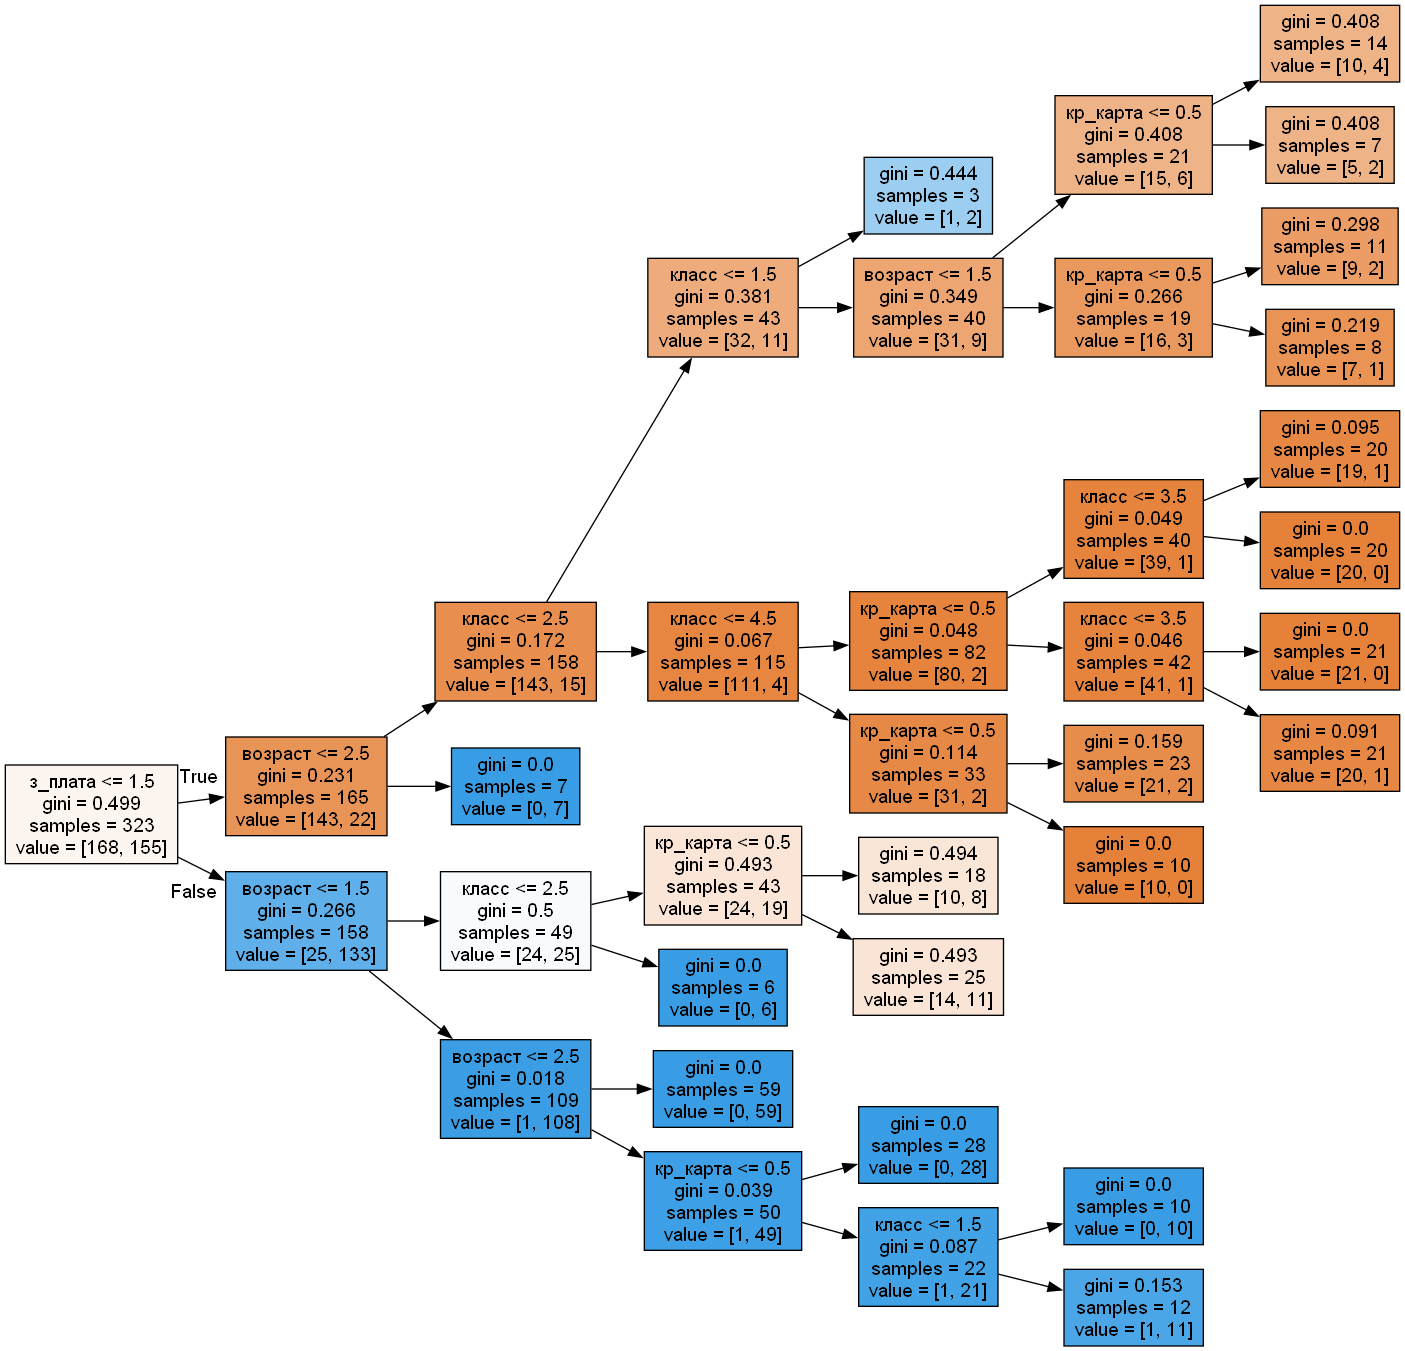 gini = 0.408
samples = 14
value = [10, 4]
кр_карта <= 0.5
gini = 0.408
samples = 21
value = [15, 6]
gini = 0.408
samples = 7
value = [5, 2]
gini = 0.444
samples = 3
value = [1, 2]
gini = 0.298
samples = 11
value = [9, 2]
класс <= 1.5
gini = 0.381
samples = 43
value = [32, 11]
возраст <= 1.5
gini = 0.349
samples = 40
value = [31, 9]
кр_карта <= 0.5
gini = 0.266
samples = 19
value = [16, 3]
gini = 0.219
samples = 8
value = [7, 1]
gini = 0.095
samples = 20
value = [19, 1]
класс <= 3.5
gini = 0.049
samples = 40
value = [39, 1]
gini = 0.0
samples = 20
value = [20, 0]
класс <= 2.5
gini = 0.172
samples = 158
value = [143, 15]
класс <= 4.5
gini = 0.067
samples = 115
value = [111, 4]
кр_карта <= 0.5
gini = 0.048
samples = 82
value = [80, 2]
класс <= 3.5
gini = 0.046
samples = 42
value = [41, 1]
gini = 0.0
samples = 21
value = [21, 0]
gini = 0.091
samples = 21
value = [20, 1]
кр_карта <= 0.5
gini = 0.114
samples = 33
value = [31, 2]
gini = 0.159
samples = 23
value = [21, 2]
gini = 0.0
samples = 10
value = [10, 0]
з_плата <= 1.5
gini = 0.499
samples = 323
value = [168, 155]
True
возраст <= 2.5
gini = 0.231
samples = 165
value = [143, 22]
gini = 0.0
samples = 7
value = [0, 7]
False
возраст <= 1.5
gini = 0.266
samples = 158
value = [25, 133]
класс <= 2.5
gini = 0.5
samples = 49
value = [24, 25]
кр_карта <= 0.5
gini = 0.493
samples = 43
value = [24, 19]
gini = 0.494
samples = 18
value = [10, 8]
gini = 0.493
samples = 25
value = [14, 11]
gini = 0.0
samples = 6
value = [0, 6]
возраст <= 2.5
gini = 0.018
samples = 109
value = [1, 108]
gini = 0.0
samples = 59
value = [0, 59]
кр_карта <= 0.5
gini = 0.039
samples = 50
value = [1, 49]
gini = 0.0
samples = 28
value = [0, 28]
класс <= 1.5
gini = 0.087
samples = 22
value = [1, 21]
gini = 0.0
samples = 10
value = [0, 10]
gini = 0.153
samples = 12
value = [1, 11]